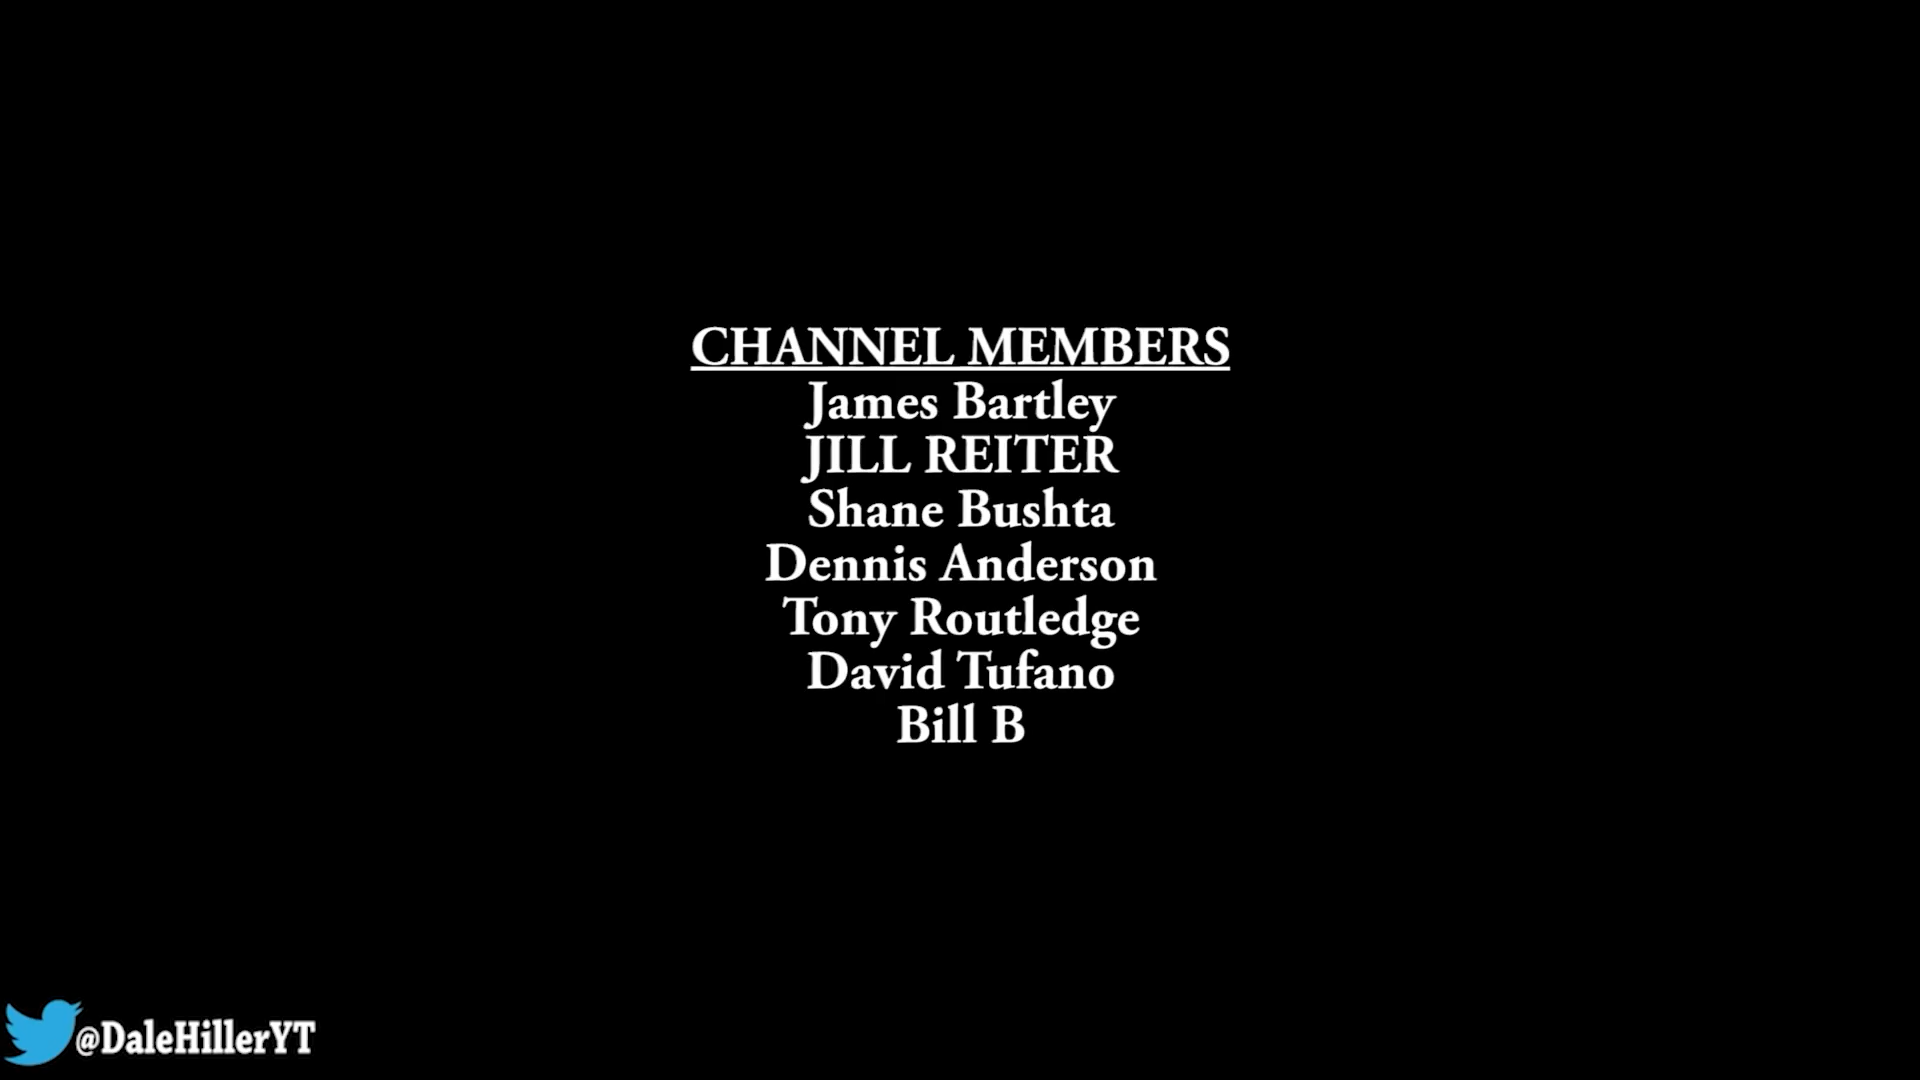 CHANNEL MEMBERS
James Bartley
JILL REITER
Shane Bushta
Dennis Anderson
Tony Routledge
David Tufano
Bill B
@DaleHillerYT